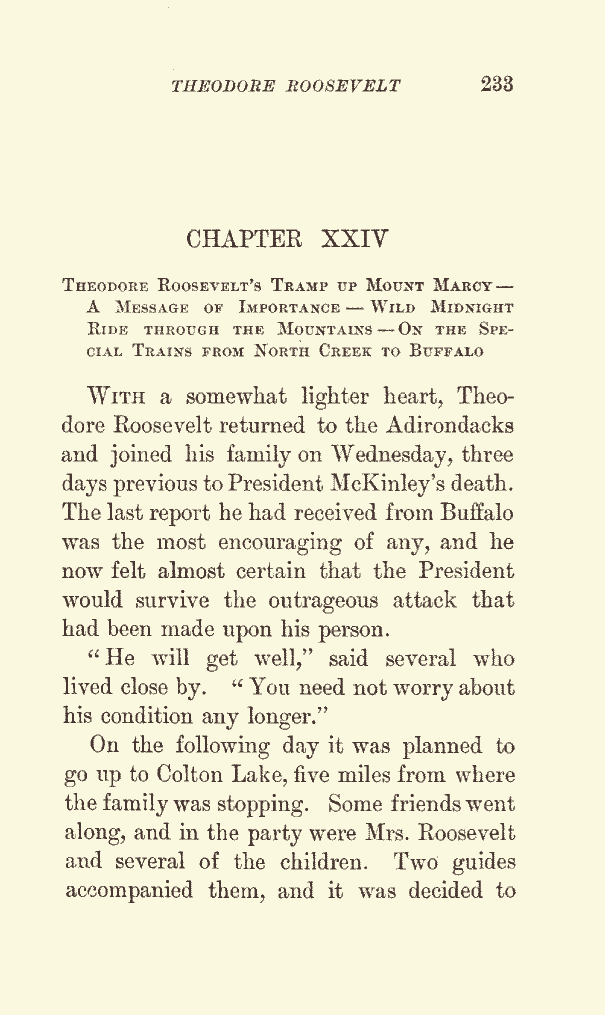 THEODORE ROOSEVELT 233
CHAPTER XXIV
THEODORE ROOSEVELT'S TRAMP UP MOUNT MARCY—
A MESSAGE OF IMPORTANCE — WILD MIDNIGHT
RIDE THROUGH THE MOUNTAINS — ON THE SPE-
CIAL TRAINS FROM NORTH CREEK TO BUFFALO
WITH a somewhat lighter heart, Theo-
dore Roosevelt returned to the Adirondacks
and joined his family on Wednesday, three
days previous to President McKinley's death.
The last report he had received from Buffalo
was the most encouraging of any, and he
now felt almost certain that the President
would survive the outrageous attack that
had been made upon his person.
"He will get well," said several who
lived close by. "You need not worry about
his condition any longer."
On the following day it was planned to
go up to Colton Lake, five miles from where
the family was stopping. Some friends went
along, and in the party were Mrs. Roosevelt
and several of the children. Two guides
accompanied them, and it was decided to